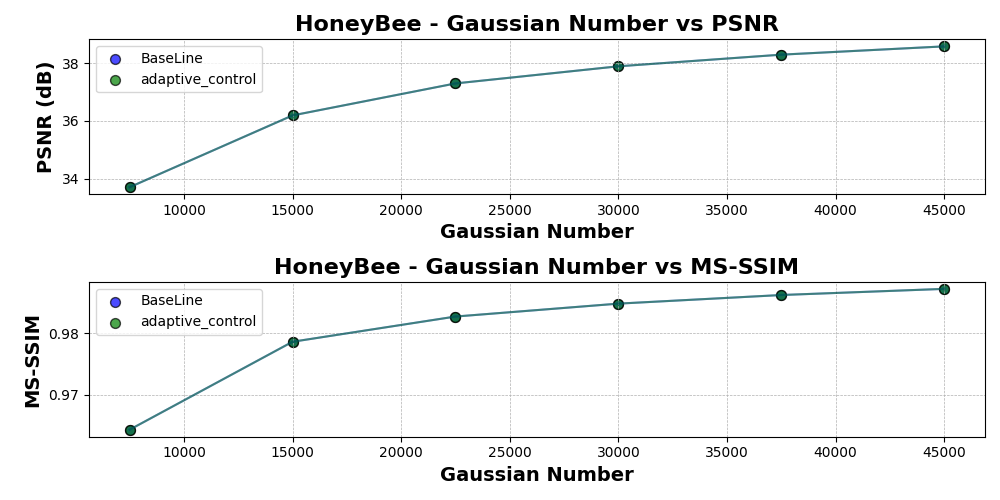 HoneyBee - Gaussian Number vs PSNR
PSNR (dB)
38
36
34
BaseLine
adaptive_control
10000 15000 20000 25000 30000 35000 40000 45000
Gaussian Number
HoneyBee - Gaussian Number vs MS-SSIM
MS-SSIM
0.98
0.97
BaseLine
adaptive_control
10000 15000 20000 25000 30000 35000 40000 45000
Gaussian Number